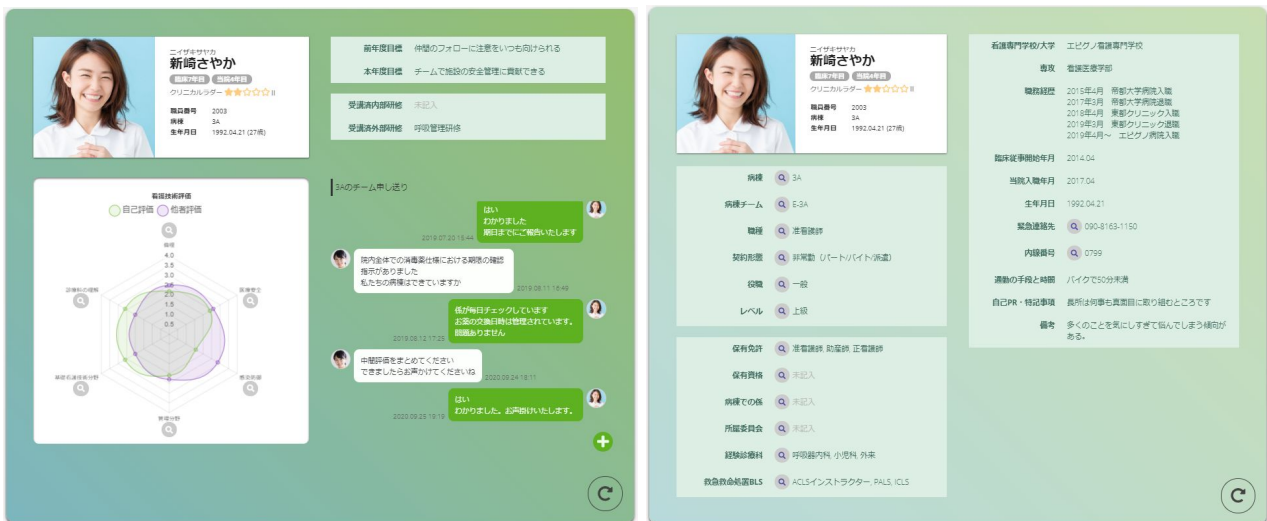 ニイザキサヤカ
新崎さやか
臨床7年目 当院4年目
クリニカルラダー ★★☆☆☆ II
職員番号 2003
病棟 3A
生年月日 1992.04.21 (27歳)
前年度目標 仲間のフォローに注意をいつも向けられる
本年度目標 チームで施設の安全管理に貢献できる
受講済内部研修 未記入
受講済外部研修 呼吸管理研修
看護技術評価
自己評価 他者評価
4.0
3.5
3.0
2.5
2.0
1.5
1.0
0.5
医療安全
感染管理
管理分野
基礎看護技術分野
診療科の理解
3Aのチーム申し送り
はい
わかりました
期日までにご報告いたします
2019.07.20 15:44
院内全体での消毒薬仕様における期限の確認
指示がありました
私たちの病棟はできていますか
2019.08.11 16:49
係が毎日チェックしています
お薬の交換日時は管理されています。
問題ありません
2019.08.12 17:25
中間評価をまとめてください
できましたらお声かけてくださいね
2020.08.24 18:11
はい
わかりました。お声掛けいたします。
2020.09.25 19:19
ニイザキサヤカ
新崎さやか
臨床7年目 当院4年目
クリニカルラダー ★★☆☆☆ II
職員番号 2003
病棟 3A
生年月日 1992.04.21 (27歳)
病棟 3A
病棟チーム E-3A
職種 准看護師
契約形態 非常勤（パート/バイト/派遣）
役職 一般
レベル 上級
保有免許 准看護師, 助産師, 正看護師
保有資格 未記入
病棟での係 未記入
所属委員会 未記入
経験診療科 呼吸器内科, 小児科, 外来
救急救命処置BLS ACLSインストラクター, PALS, ICLS
看護専門学校/大学 エピグノ看護専門学校
専攻 看護医療学部
職務経歴 2015年4月 帝都大学病院入職
2017年3月 帝都大学病院退職
2018年4月 東都クリニック入職
2019年3月 東都クリニック退職
2019年4月～ エピグノ病院入職
臨床従事開始年月 2014.04
当院入職年月 2017.04
生年月日 1992.04.21
緊急連絡先 090-8163-1150
内線番号 0799
通勤の手段と時間 バイクで50分未満
自己PR・特記事項 長所は何事も真面目に取り組むところです
備考 多くのことを気にしすぎて悩んでしまう傾向が
ある。